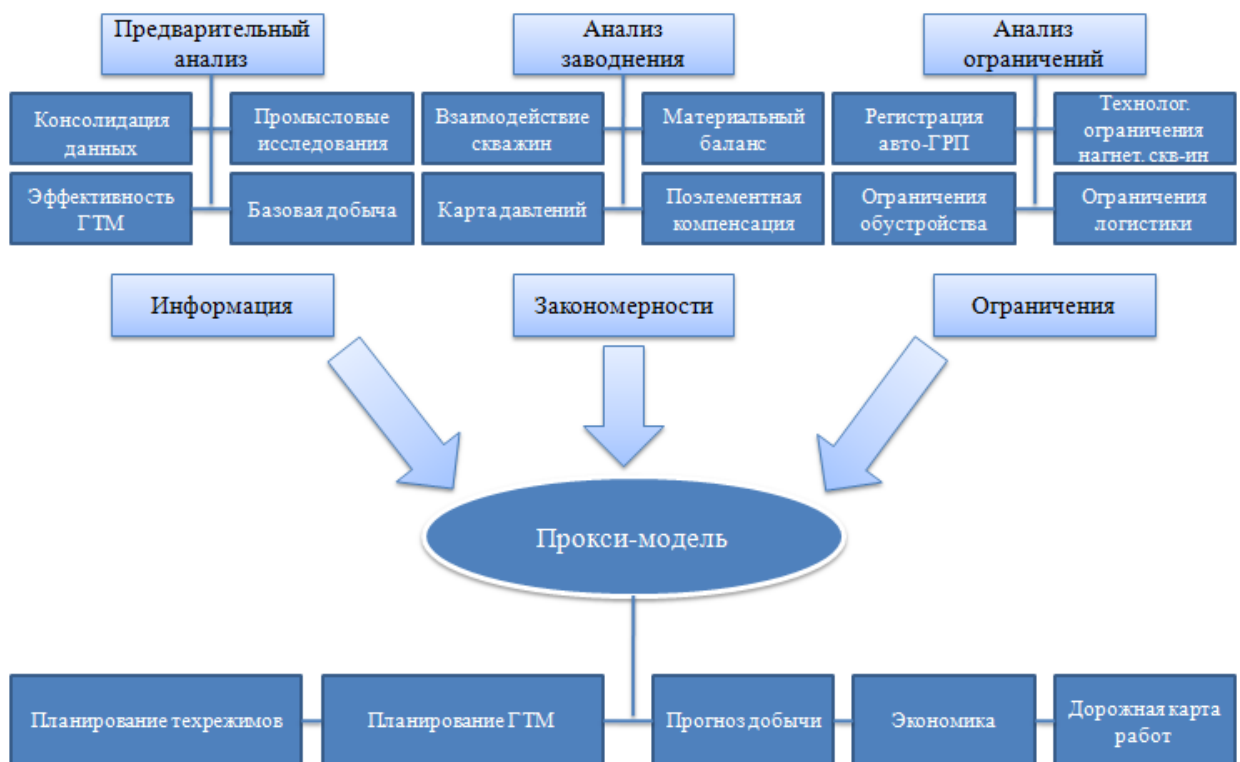 Предварительный
анализ
Анализ
заводнения
Анализ
ограничений
Консолидация
данных
Промысловые
исследования
Взаимодействие
скважин
Материальный
баланс
Регистрация
авто-ГРП
Технолог.
ограничения
нагнет. скв-ин
Эффективность
ГТМ
Базовая добыча
Карта давлений
Поэлементная
компенсация
Ограничения
обустройства
Ограничения
логистики
Информация
Закономерности
Ограничения
Прокси-модель
Планирование техрежимов
Планирование ГТМ
Прогноз добычи
Экономика
Дорожная карта
работ